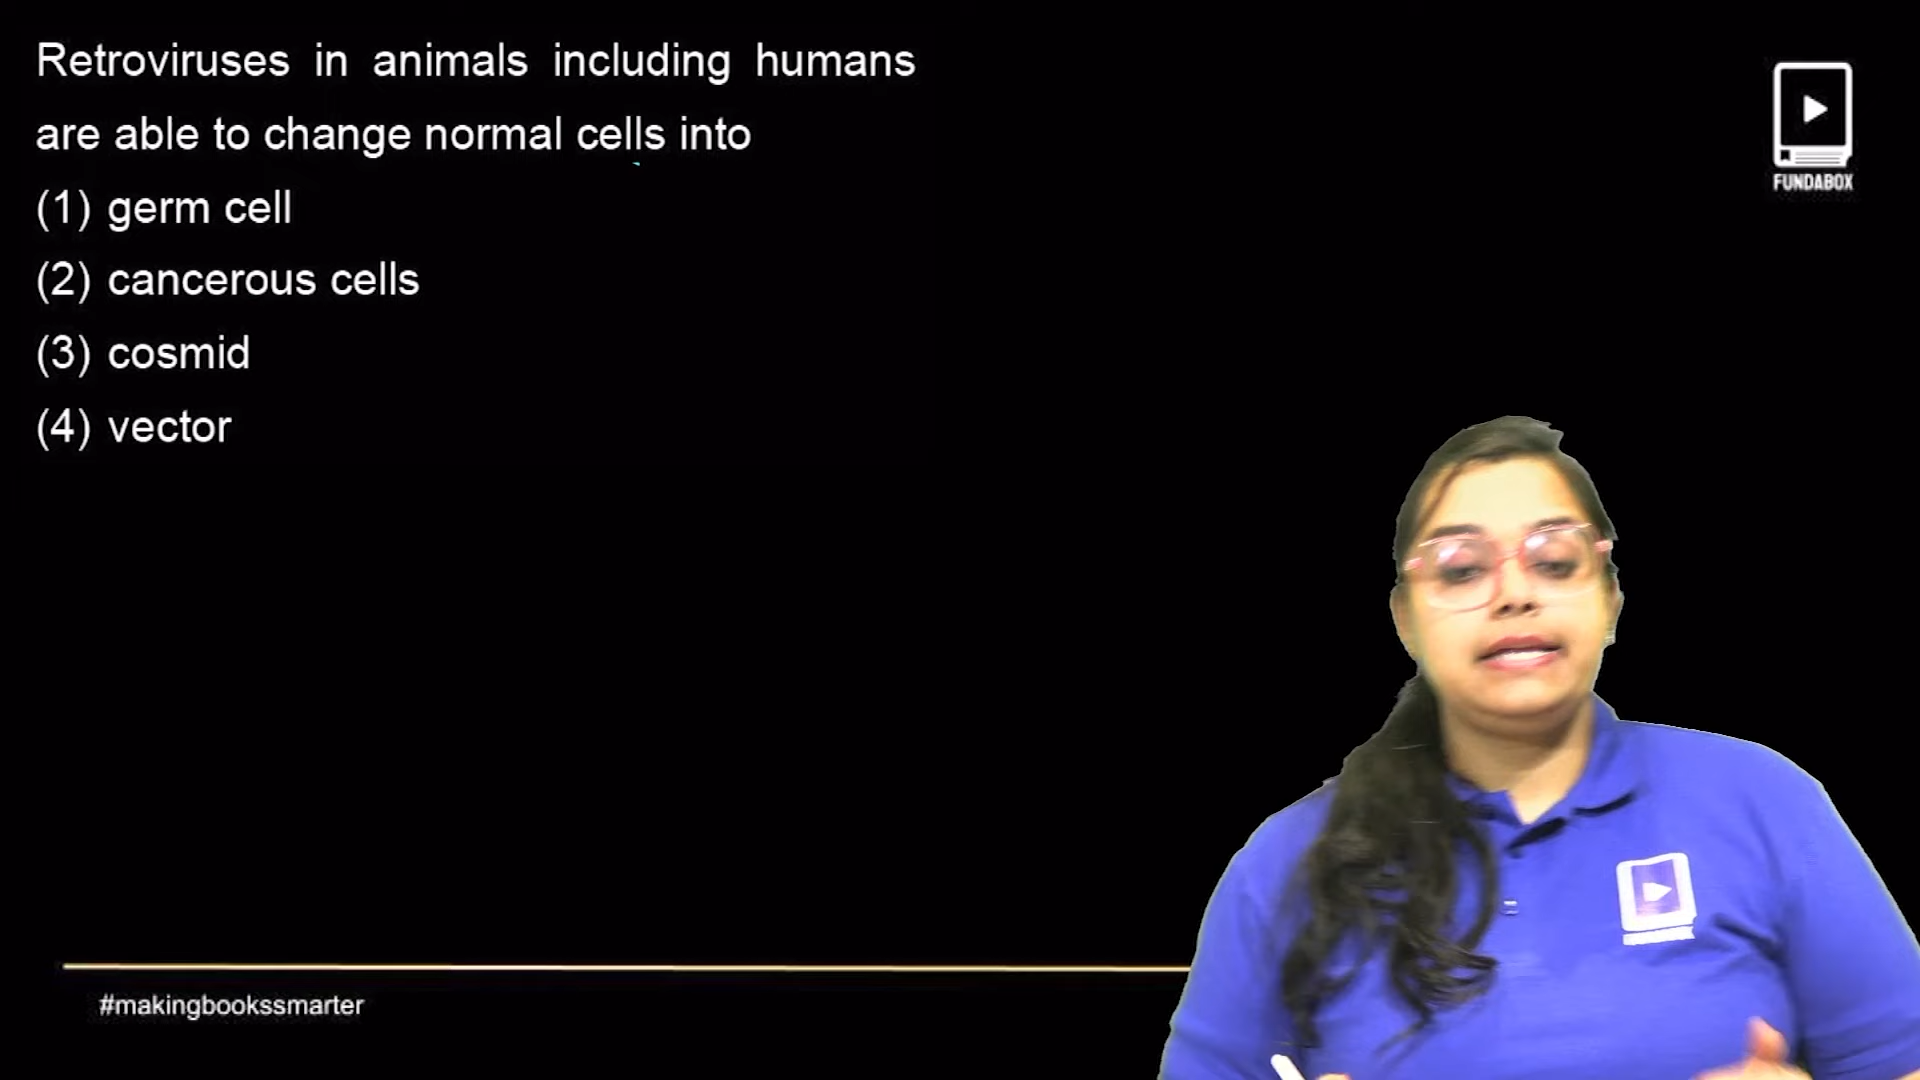 Retroviruses in animals including humans
are able to change normal cells into
(1) germ cell
(2) cancerous cells
(3) cosmid
(4) vector
FUNDABOX
#makingbookssmarter